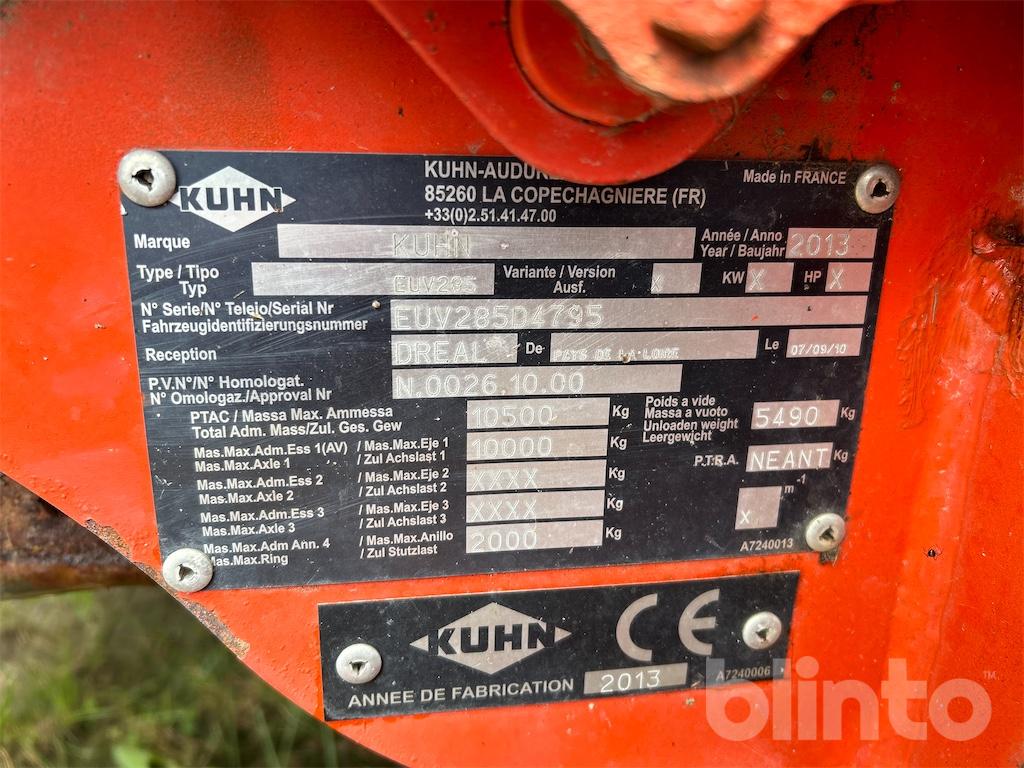 KUHN
85260 LA COPECHAGNIERE (FR)
+33(0)2.51.41.47.00
Made in FRANCE
Marque KUHN Année / Anno Year / Baujahr 2013
Type / Tipo Typ EUV285 Variante / Version Ausf. X KW X HP X
N° Serie/N° Teleio/Serial Nr
Fahrzeugidentifizierungsnummer EUV285D4795
Reception DREAL De PAYS DE LA LOIRE Le 07/09/10
P.V.N°/N° Homologat.
N° Omologaz./Approval Nr N.0026.10.00
PTAC / Massa Max. Ammessa
Total Adm. Mass/Zul. Ges. Gew 10500 Kg
Poids a vide
Massa a vuoto
Unloaden weight
Leergewicht 5490 Kg
Mas.Max.Adm.Ess 1(AV) / Mas.Max.Eje 1
Mas.Max.Axle 1 / Zul Achslast 1 10000 Kg
P.T.R.A. NEANT Kg
Mas.Max.Adm.Ess 2 / Mas.Max.Eje 2
Mas.Max.Axle 2 / Zul Achslast 2 XXXX Kg
Mas.Max.Adm.Ess 3 / Mas.Max.Eje 3
Mas.Max.Axle 3 / Zul Achslast 3 XXXX Kg
X m-1
Mas.Max.Adm Ann. 4 / Mas.Max.Anillo
Mas.Max.Ring / Zul Stutzlast 2000 Kg
A7240013
KUHN CE
ANNEE DE FABRICATION 2013 A7240006
blinto™